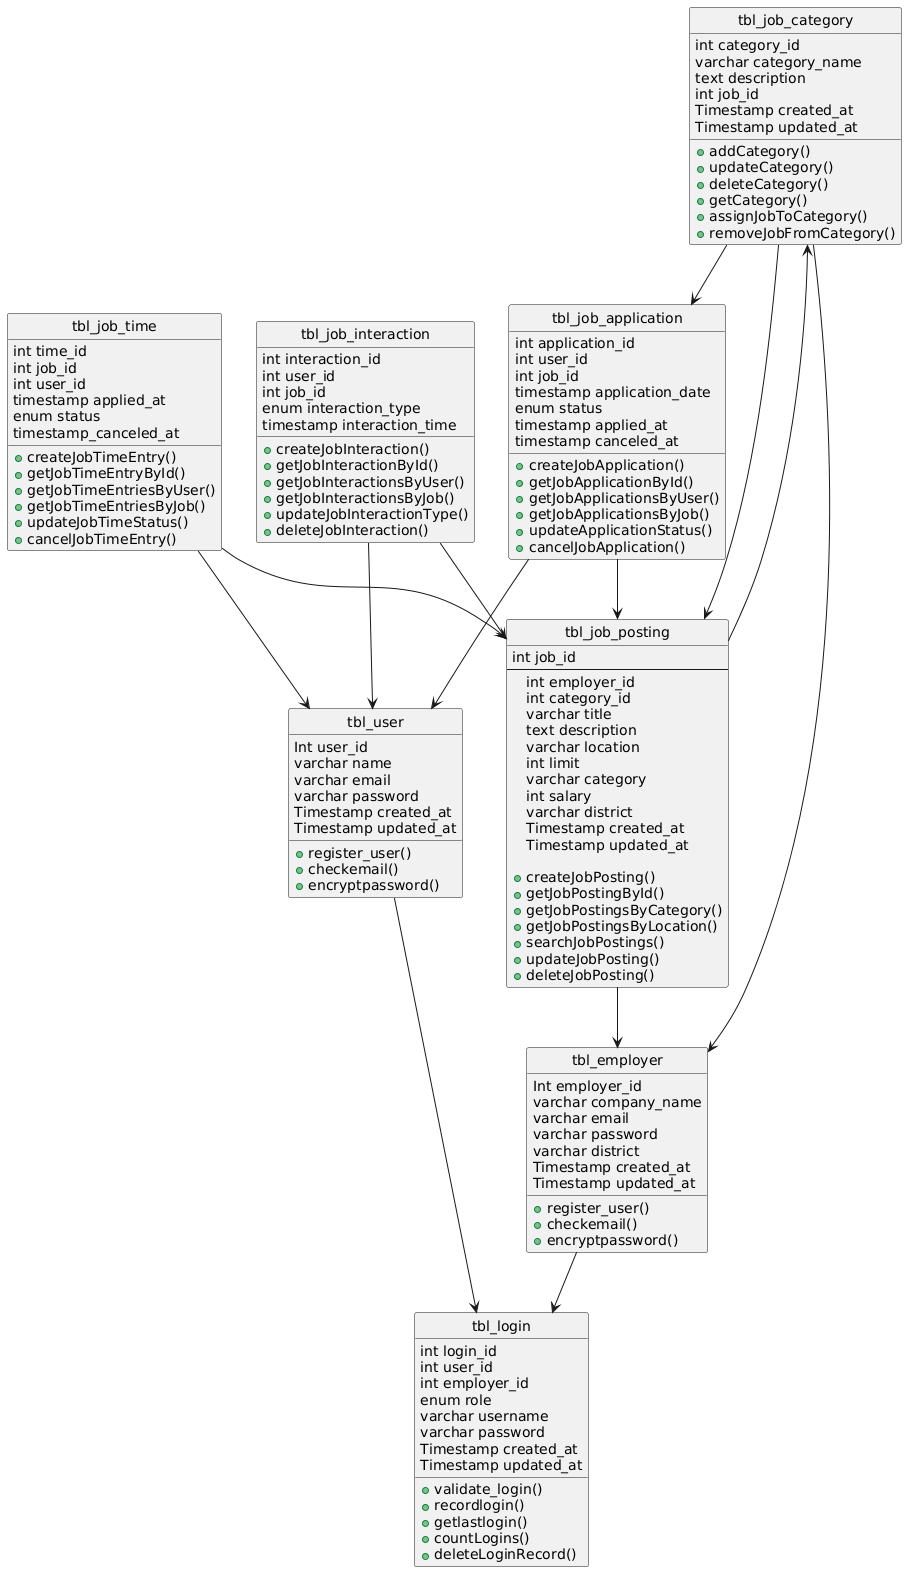 tbl_job_category
int category_id
varchar category_name
text description
int job_id
Timestamp created_at
Timestamp updated_at
addCategory()
updateCategory()
deleteCategory()
getCategory()
assignJobToCategory()
removeJobFromCategory()
tbl_job_time
int time_id
int job_id
int user_id
timestamp applied_at
enum status
timestamp_canceled_at
createJobTimeEntry()
getJobTimeEntryById()
getJobTimeEntriesByUser()
getJobTimeEntriesByJob()
updateJobTimeStatus()
cancelJobTimeEntry()
tbl_job_interaction
int interaction_id
int user_id
int job_id
enum interaction_type
timestamp interaction_time
createJobInteraction()
getJobInteractionById()
getJobInteractionsByUser()
getJobInteractionsByJob()
updateJobInteractionType()
deleteJobInteraction()
tbl_job_application
int application_id
int user_id
int job_id
timestamp application_date
enum status
timestamp applied_at
timestamp canceled_at
createJobApplication()
getJobApplicationById()
getJobApplicationsByUser()
getJobApplicationsByJob()
updateApplicationStatus()
cancelJobApplication()
tbl_job_posting
int job_id
int employer_id
int category_id
varchar title
text description
varchar location
int limit
varchar category
int salary
varchar district
Timestamp created_at
Timestamp updated_at
createJobPosting()
getJobPostingById()
getJobPostingsByCategory()
getJobPostingsByLocation()
searchJobPostings()
updateJobPosting()
deleteJobPosting()
tbl_user
Int user_id
varchar name
varchar email
varchar password
Timestamp created_at
Timestamp updated_at
register_user()
checkemail()
encryptpassword()
tbl_employer
Int employer_id
varchar company_name
varchar email
varchar password
varchar district
Timestamp created_at
Timestamp updated_at
register_user()
checkemail()
encryptpassword()
tbl_login
int login_id
int user_id
int employer_id
enum role
varchar username
varchar password
Timestamp created_at
Timestamp updated_at
validate_login()
recordlogin()
getlastlogin()
countLogins()
deleteLoginRecord()